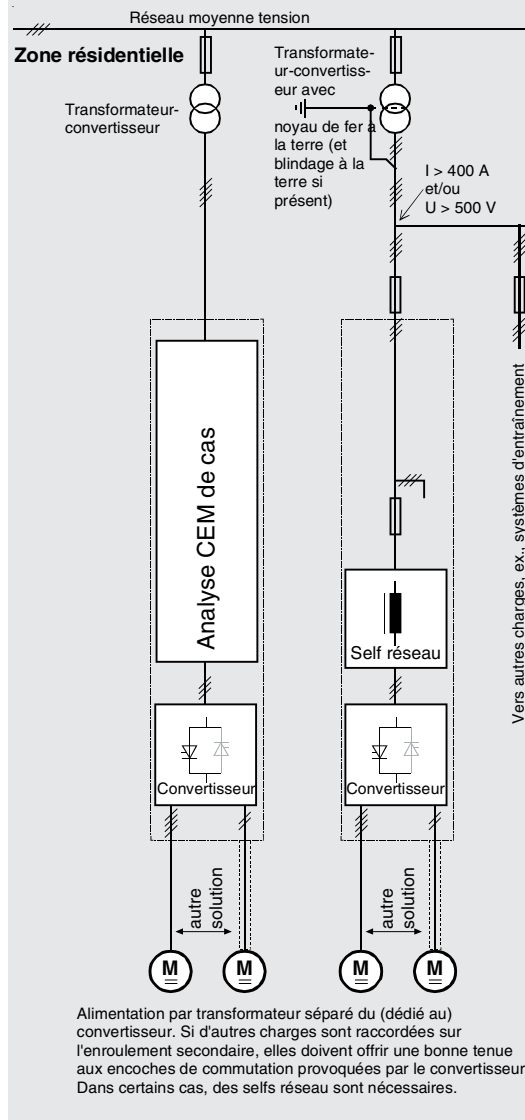 Réseau moyenne tension
Zone résidentielle
Transformateur-
convertisseur
Transformate-
ur-convertiss-
eur avec
noyau de fer à
la terre (et
blindage à la
terre si
présent)
I > 400 A
et/ou
U > 500 V
Analyse CEM de cas
Self réseau
Vers autres charges, ex., systèmes d'entraînement
Convertisseur
Convertisseur
autre
solution
autre
solution
M
M
M
M
Alimentation par transformateur séparé du (dédié au)
convertisseur. Si d'autres charges sont raccordées sur
l'enroulement secondaire, elles doivent offrir une bonne tenue
aux encoches de commutation provoquées par le convertisseur
Dans certains cas, des selfs réseau sont nécessaires.